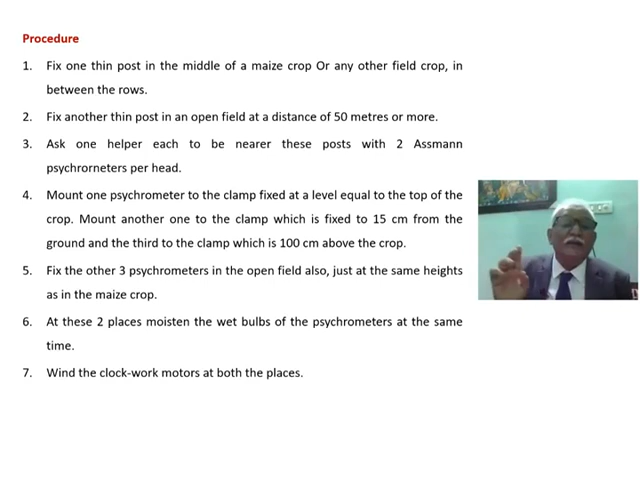 Procedure
1. Fix one thin post in the middle of a maize crop Or any other field crop, in
between the rows.
2. Fix another thin post in an open field at a distance of 50 metres or more.
3. Ask one helper each to be nearer these posts with 2 Assmann
psychrorneters per head.
4. Mount one psychrometer to the clamp fixed at a level equal to the top of the
crop. Mount another one to the clamp which is fixed to 15 cm from the
ground and the third to the clamp which is 100 cm above the crop.
5. Fix the other 3 psychrometers in the open field also, just at the same heights
as in the maize crop.
6. At these 2 places moisten the wet bulbs of the psychrometers at the same
time.
7. Wind the clock-work motors at both the places.